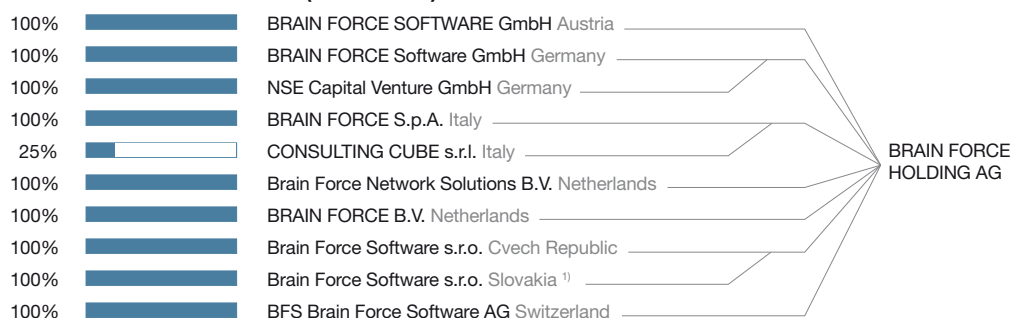 100% BRAIN FORCE SOFTWARE GmbH Austria
100% BRAIN FORCE Software GmbH Germany
100% NSE Capital Venture GmbH Germany
100% BRAIN FORCE S.p.A. Italy
25% CONSULTING CUBE s.r.l. Italy
100% Brain Force Network Solutions B.V. Netherlands
100% BRAIN FORCE B.V. Netherlands
100% Brain Force Software s.r.o. Cvech Republic
100% Brain Force Software s.r.o. Slovakia 1)
100% BFS Brain Force Software AG Switzerland
BRAIN FORCE
HOLDING AG